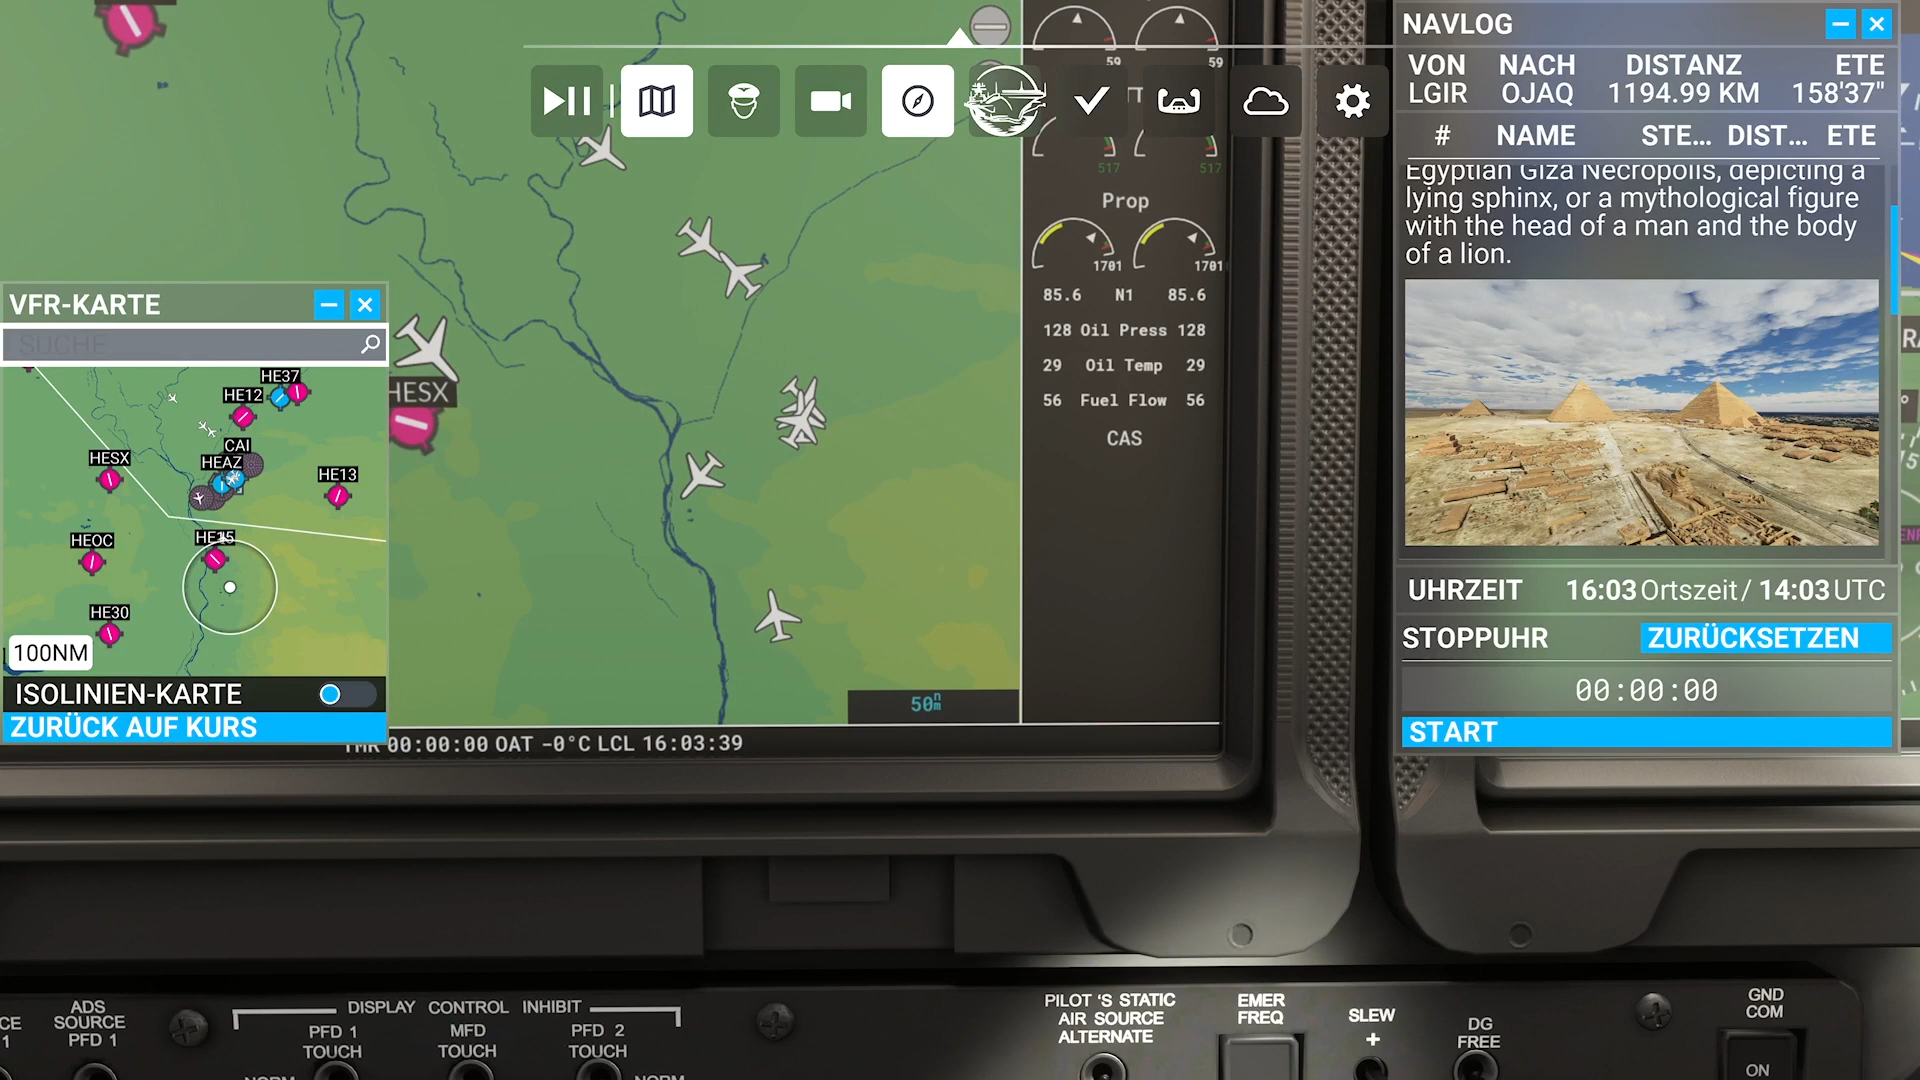 59
59
517
517
Prop
1701
1701
85.6 N1 85.6
128 Oil Press 128
29 Oil Temp 29
56 Fuel Flow 56
CAS
HESX
50nm
00:00:00 OAT -0°C LCL 16:03:39
VFR-KARTE
SUCHE
HE37
HE12
CAI
HESX
HEAZ
HE13
HEOC
HE15
HE30
100NM
ISOLINIEN-KARTE
ZURÜCK AUF KURS
NAVLOG
VON NACH DISTANZ ETE
LGIR OJAQ 1194.99 KM 158'37"
# NAME STE... DIST... ETE
Egyptian Giza Necropolis, depicting a
lying sphinx, or a mythological figure
with the head of a man and the body
of a lion.
UHRZEIT 16:03 Ortszeit / 14:03 UTC
STOPPUHR ZURÜCKSETZEN
00:00:00
START
ADS
SOURCE
PFD 1
DISPLAY CONTROL INHIBIT
PFD 1
TOUCH
MFD
TOUCH
PFD 2
TOUCH
PILOT 'S STATIC
AIR SOURCE
ALTERNATE
EMER
FREQ
SLEW
+
DG
FREE
GND
COM
ON